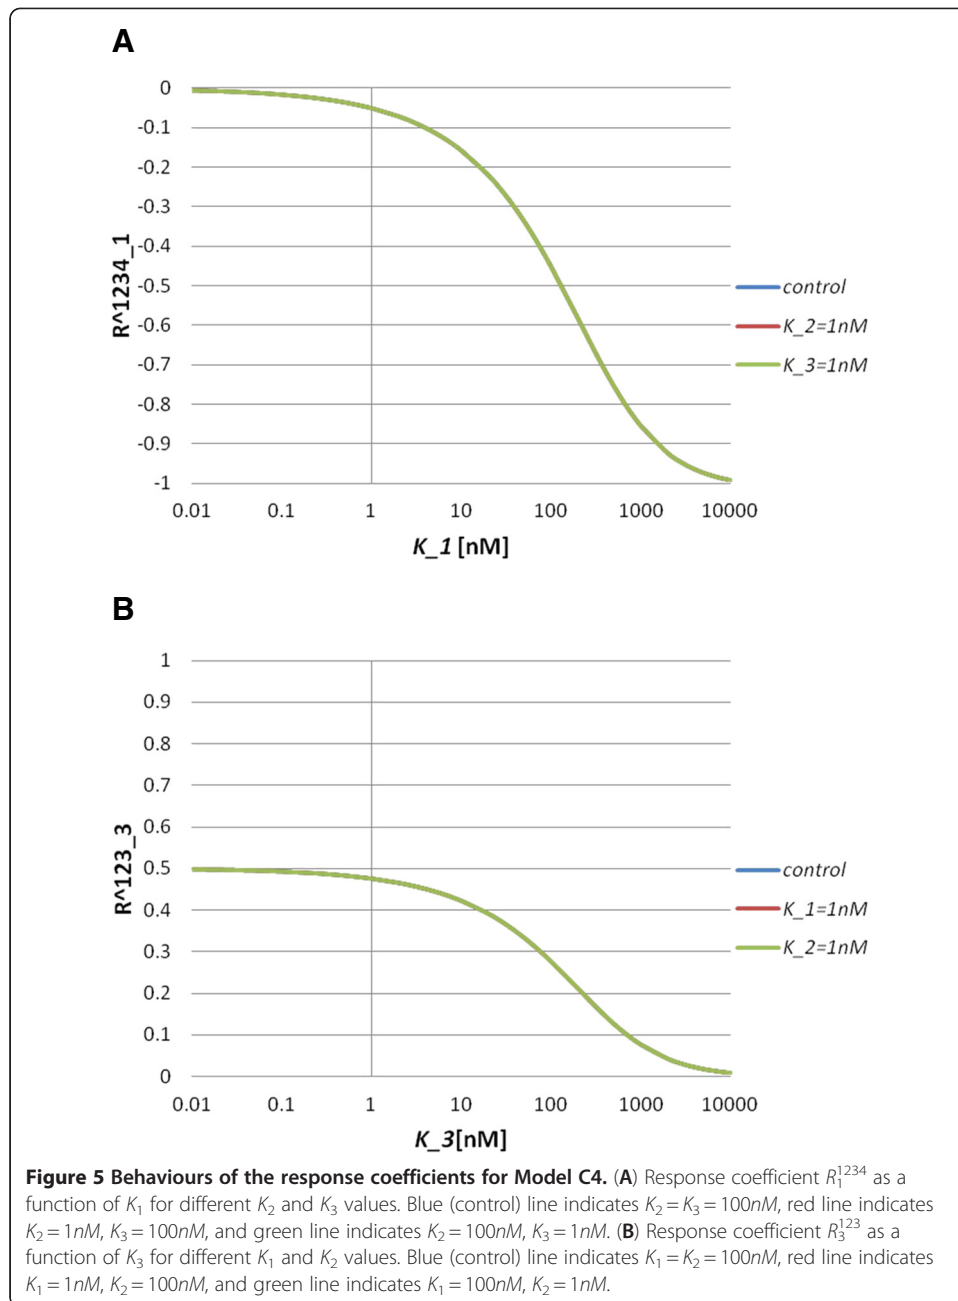 A
0
-0.1
-0.2
-0.3
-0.4
-0.5
-0.6
-0.7
-0.8
-0.9
-1
R^1234_1
0.01 0.1 1 10 100 1000 10000
K_1 [nM]
control
K_2=1nM
K_3=1nM
B
1
0.9
0.8
0.7
0.6
0.5
0.4
0.3
0.2
0.1
0
R^123_3
0.01 0.1 1 10 100 1000 10000
K_3[nM]
control
K_1=1nM
K_2=1nM
Figure 5 Behaviours of the response coefficients for Model C4. (A) Response coefficient R₁¹²³⁴ as a
function of K₁ for different K₂ and K₃ values. Blue (control) line indicates K₂ = K₃ = 100nM, red line indicates
K₂ = 1nM, K₃ = 100nM, and green line indicates K₂ = 100nM, K₃ = 1nM. (B) Response coefficient R₃¹²³ as a
function of K₃ for different K₁ and K₂ values. Blue (control) line indicates K₁ = K₂ = 100nM, red line indicates
K₁ = 1nM, K₂ = 100nM, and green line indicates K₁ = 100nM, K₂ = 1nM.